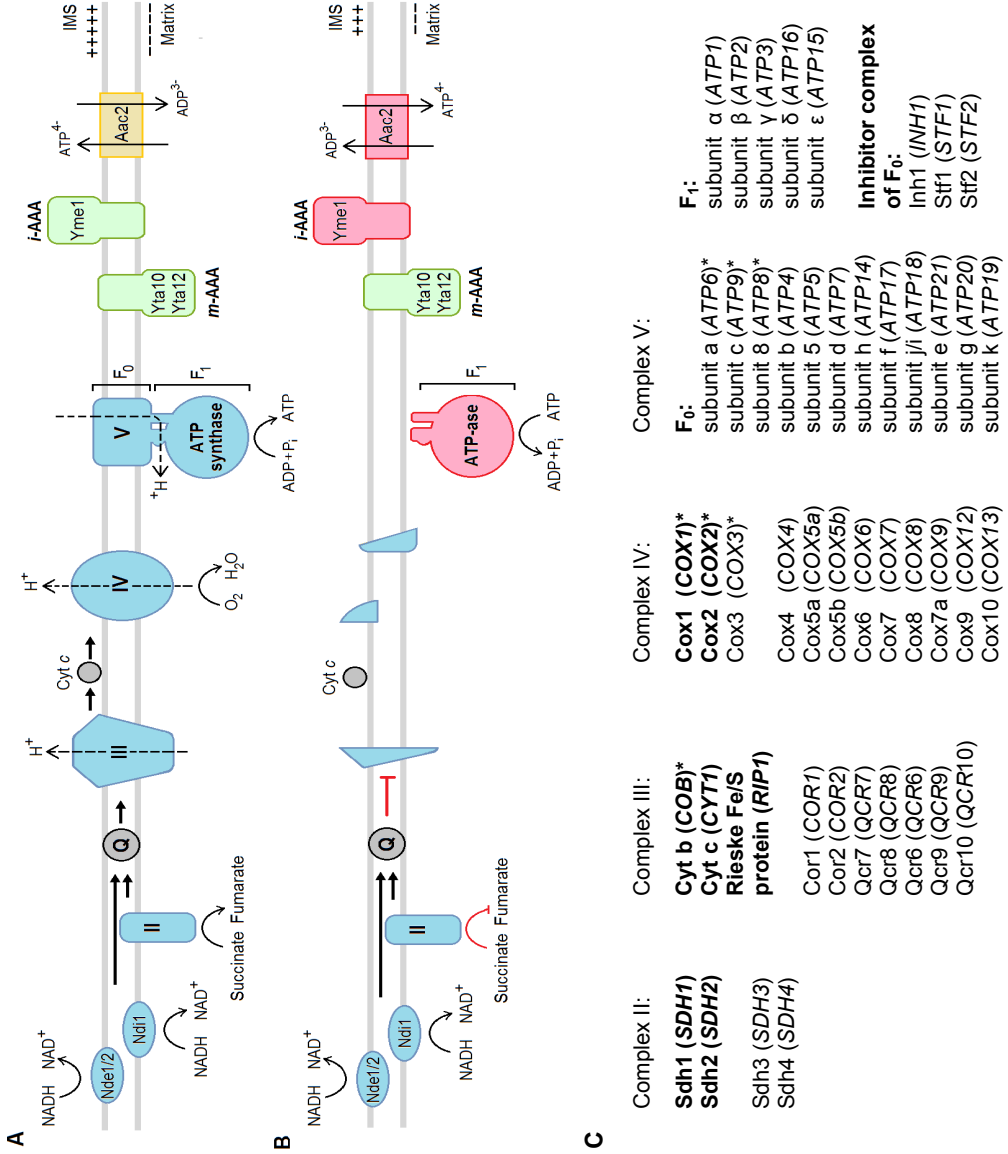 A
NADH NAD+
Nde1/2
Ndi1
NADH NAD+
II
Succinate Fumarate
Q
H+
III
Cyt c
H+
IV
O2 H2O
V
H+
ATP
synthase
ADP+Pi ATP
F0
F1
Yta10
Yta12
m-AAA
i-AAA
Yme1
ATP4-
Aac2
ADP3-
IMS
+++++
-----
Matrix
B
NADH NAD+
Nde1/2
Ndi1
NADH NAD+
II
Succinate Fumarate
Q
Cyt c
ATP-ase
ADP+Pi ATP
F1
Yta10
Yta12
m-AAA
i-AAA
Yme1
ADP3-
Aac2
ATP4-
IMS
+++
---
Matrix
C
Complex II:
Sdh1 (SDH1)
Sdh2 (SDH2)
Sdh3 (SDH3)
Sdh4 (SDH4)
Complex III:
Cyt b (COB)*
Cyt c (CYT1)
Rieske Fe/S
protein (RIP1)
Cor1 (COR1)
Cor2 (COR2)
Qcr7 (QCR7)
Qcr8 (QCR8)
Qcr6 (QCR6)
Qcr9 (QCR9)
Qcr10 (QCR10)
Complex IV:
Cox1 (COX1)*
Cox2 (COX2)*
Cox3 (COX3)*
Cox4 (COX4)
Cox5a (COX5a)
Cox5b (COX5b)
Cox6 (COX6)
Cox7 (COX7)
Cox8 (COX8)
Cox7a (COX9)
Cox9 (COX12)
Cox10 (COX13)
Complex V:
F0:
subunit a (ATP6)*
subunit c (ATP9)*
subunit 8 (ATP8)*
subunit b (ATP4)
subunit 5 (ATP5)
subunit d (ATP7)
subunit h (ATP14)
subunit f (ATP17)
subunit j/i (ATP18)
subunit e (ATP21)
subunit g (ATP20)
subunit k (ATP19)
F1:
subunit α (ATP1)
subunit β (ATP2)
subunit γ (ATP3)
subunit δ (ATP16)
subunit ε (ATP15)
Inhibitor complex
of F0:
Inh1 (INH1)
Stf1 (STF1)
Stf2 (STF2)